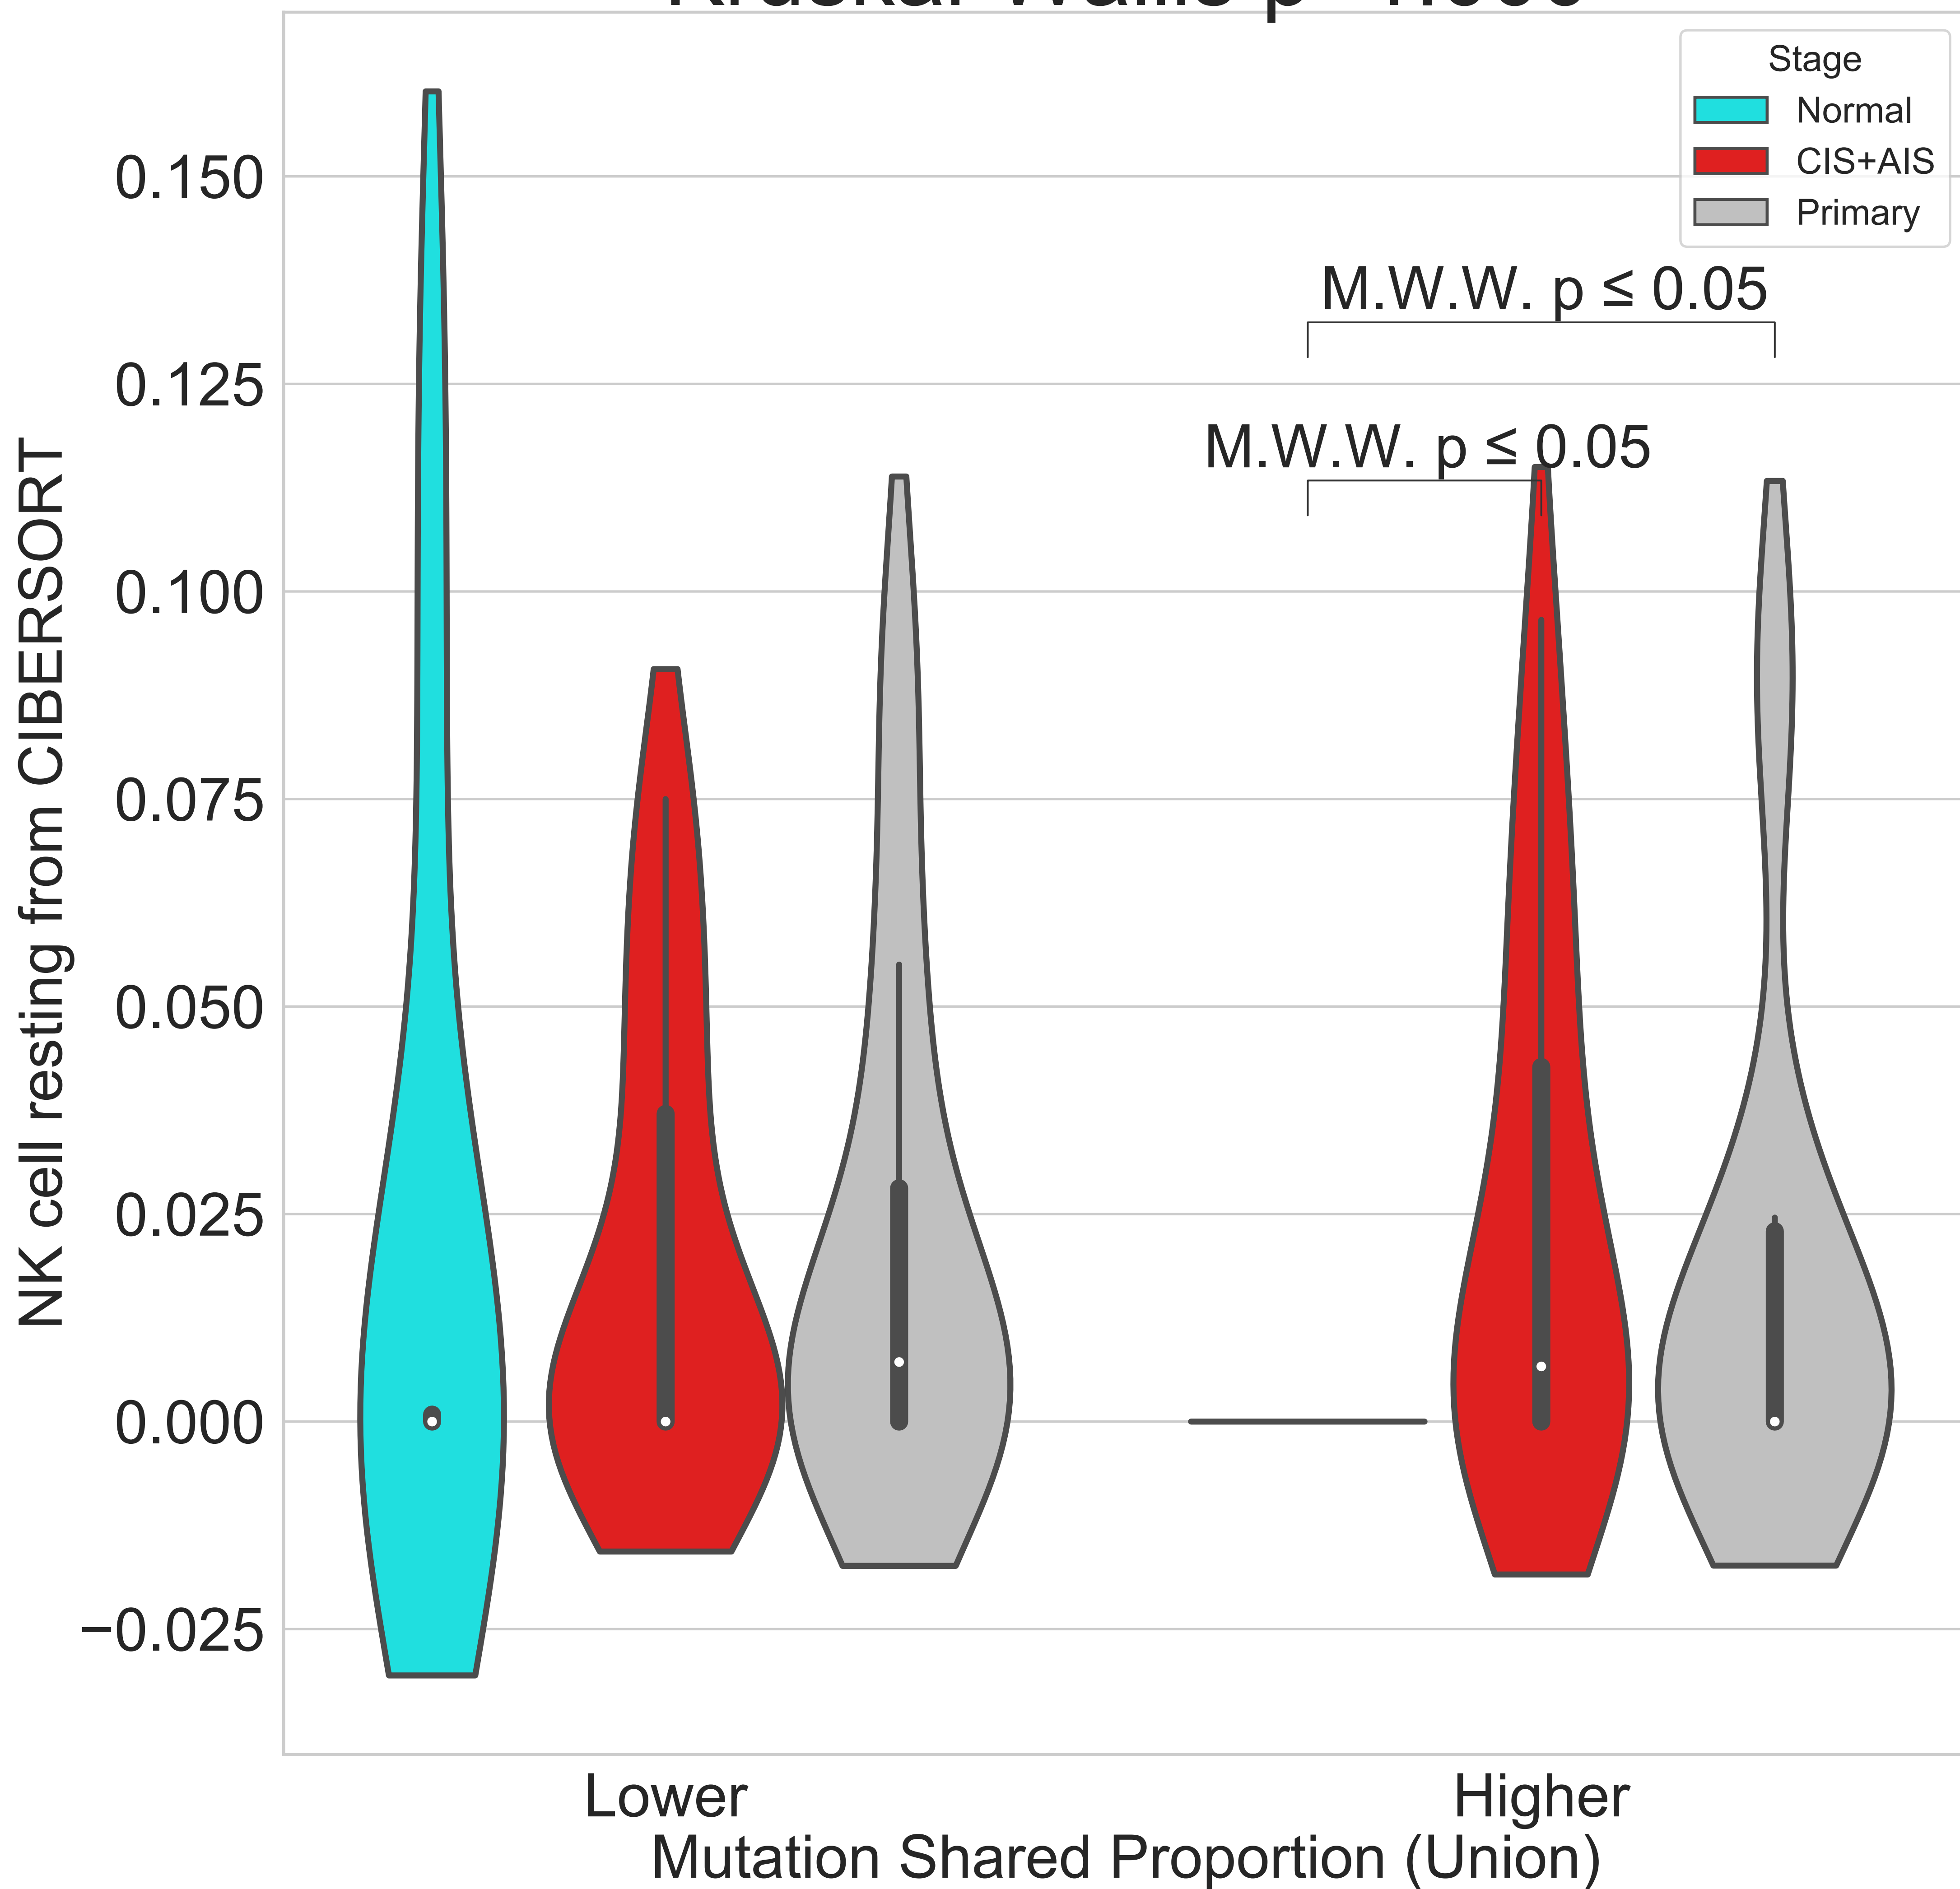 Stage
Normal
CIS+AIS
Primary
M.W.W. p ≤ 0.05
M.W.W. p ≤ 0.05
0.150
0.125
0.100
0.075
0.050
0.025
0.000
−0.025
NK cell resting from CIBERSORT
Lower
Higher
Mutation Shared Proportion (Union)